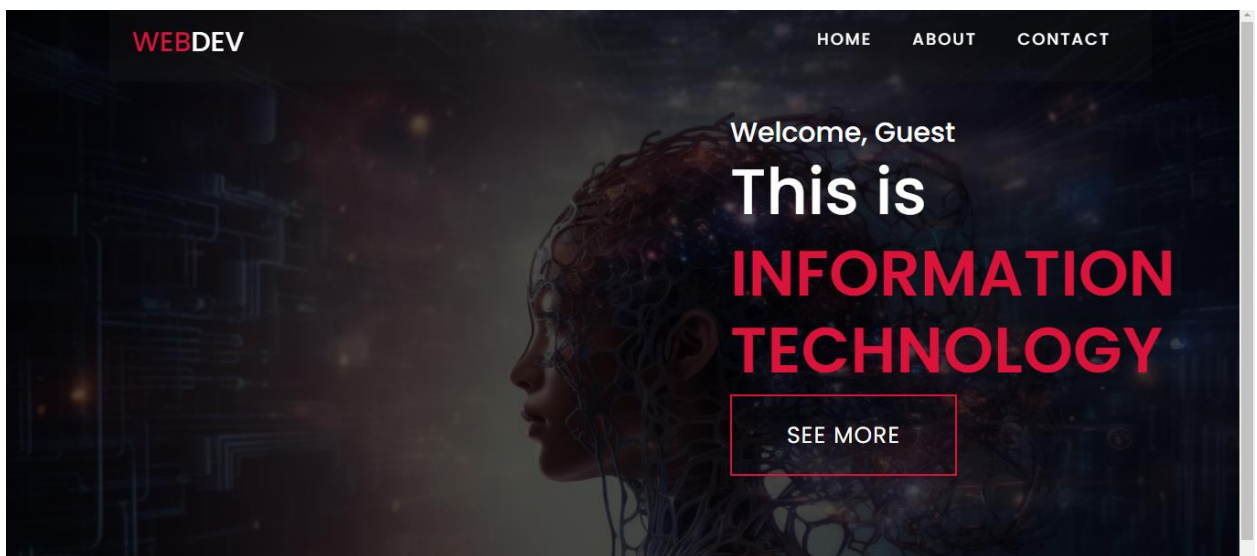 WEBDEV
HOME ABOUT CONTACT
Welcome, Guest
This is
INFORMATION
TECHNOLOGY
SEE MORE